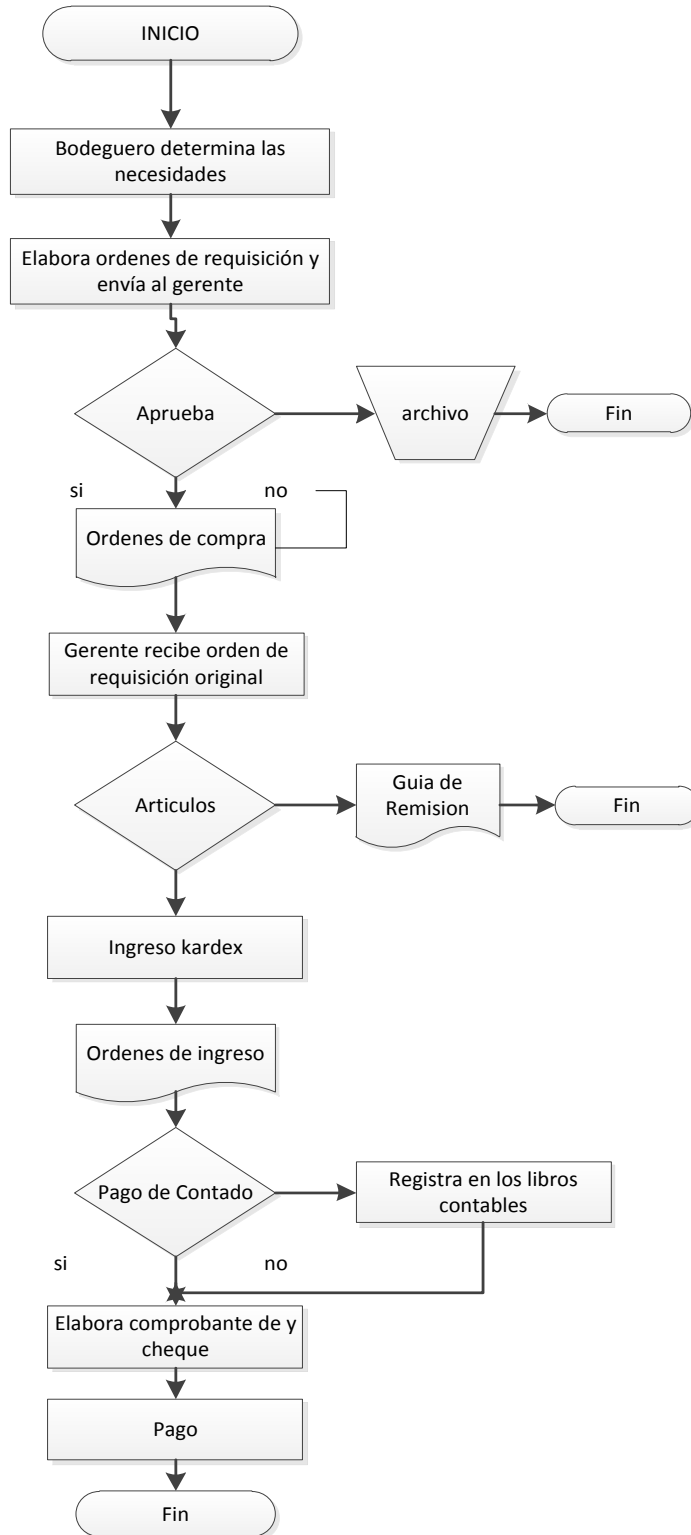 INICIO
Bodeguero determina las
necesidades
Elabora ordenes de requisición y
envía al gerente
Aprueba
archivo
Fin
si
no
Ordenes de compra
Gerente recibe orden de
requisición original
Articulos
Guia de
Remision
Fin
Ingreso kardex
Ordenes de ingreso
Pago de Contado
Registra en los libros
contables
si
no
Elabora comprobante de y
cheque
Pago
Fin